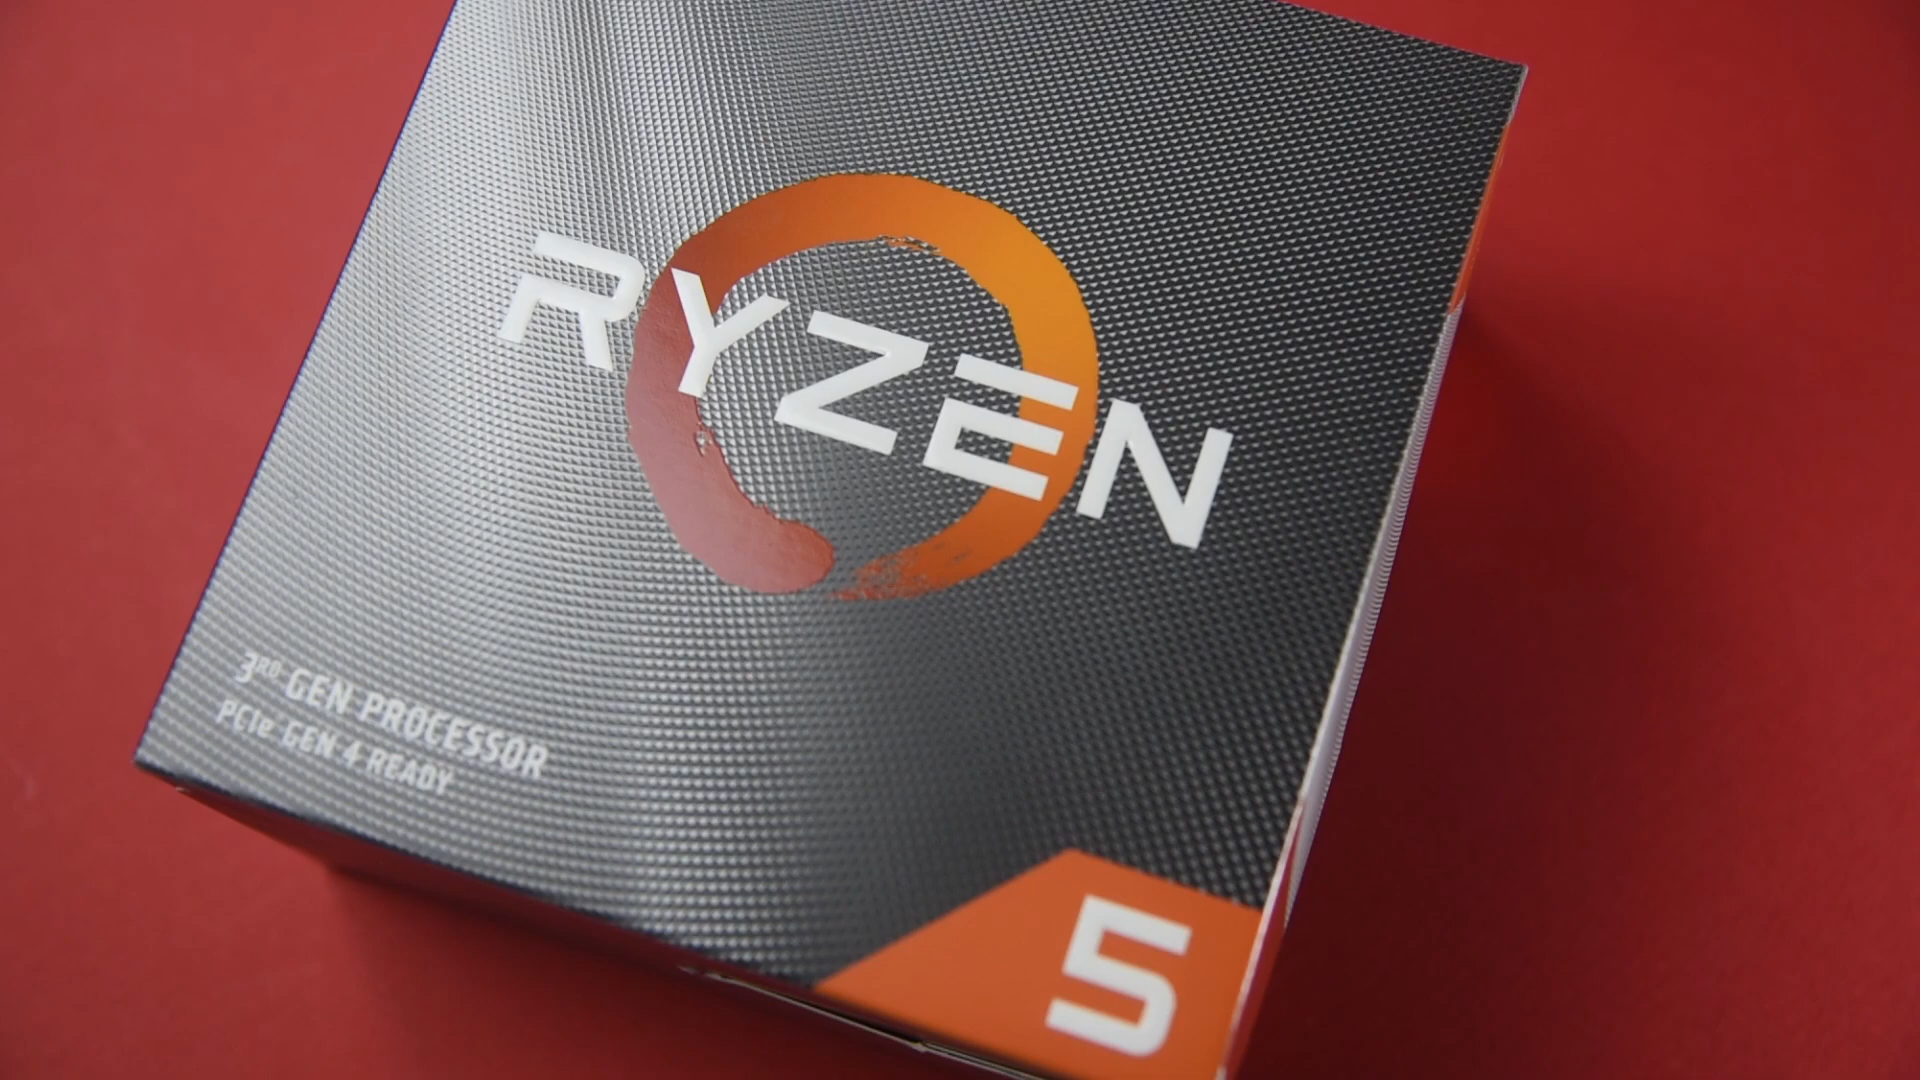 RYZEN
3RD GEN PROCESSOR
PCIe GEN 4 READY
5